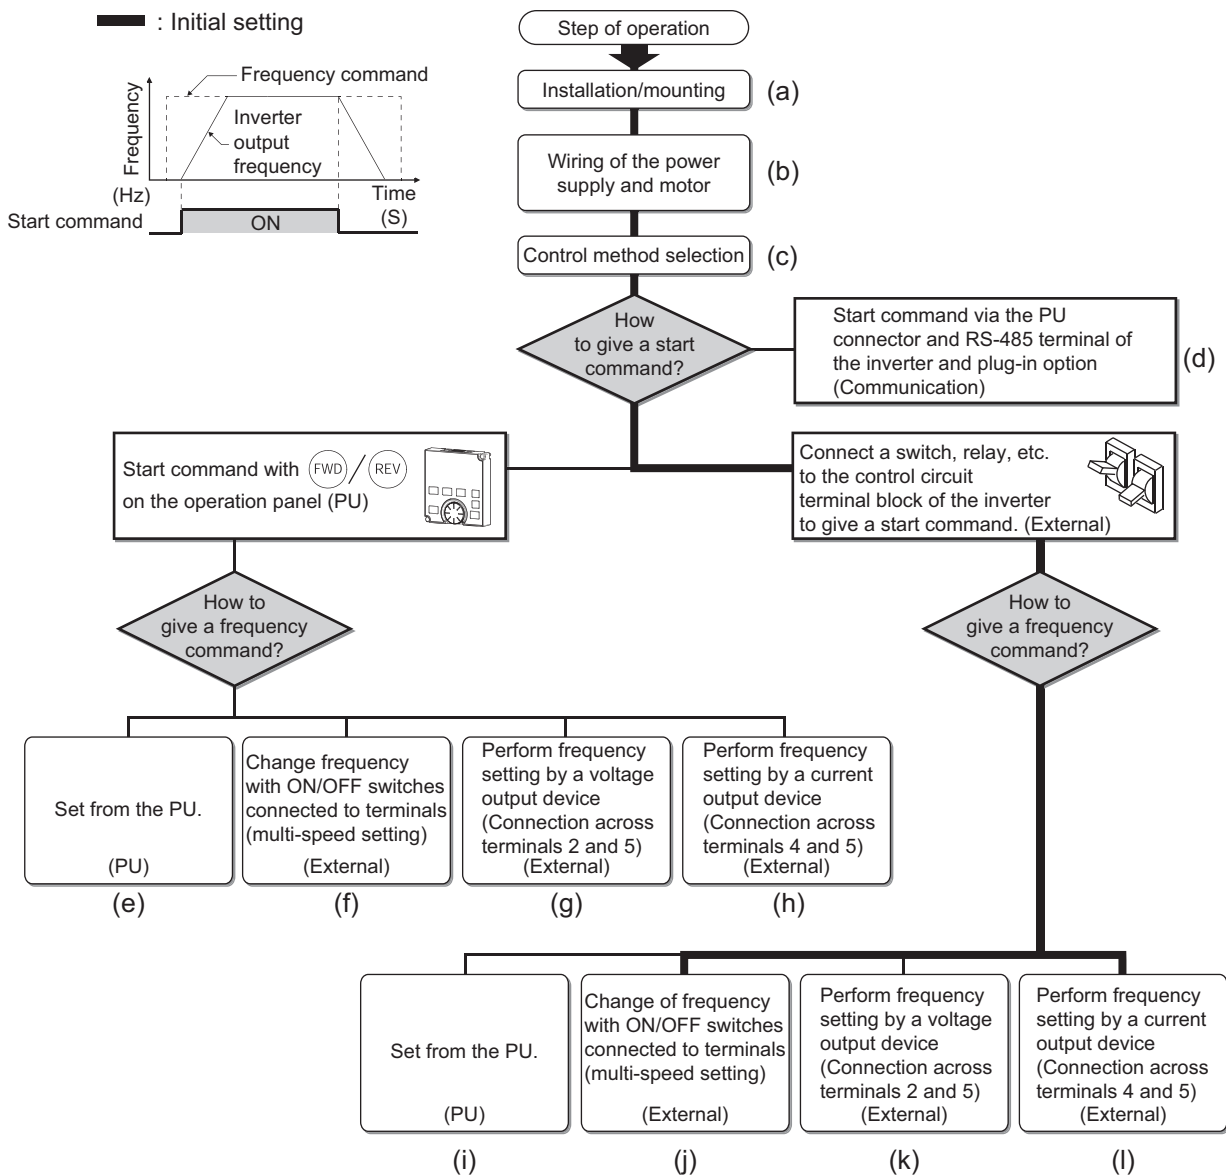 : Initial setting
Frequency command
Frequency
Inverter
output
frequency
(Hz)
Time
(S)
Start command
ON
Step of operation
Installation/mounting
(a)
Wiring of the power
supply and motor
(b)
Control method selection
(c)
How
to give a start
command?
Start command via the PU
connector and RS-485 terminal of
the inverter and plug-in option
(Communication)
(d)
Start command with FWD / REV
on the operation panel (PU)
Connect a switch, relay, etc.
to the control circuit
terminal block of the inverter
to give a start command. (External)
How to
give a frequency
command?
How to
give a frequency
command?
Set from the PU.
(PU)
(e)
Change frequency
with ON/OFF switches
connected to terminals
(multi-speed setting)
(External)
(f)
Perform frequency
setting by a voltage
output device
(Connection across
terminals 2 and 5)
(External)
(g)
Perform frequency
setting by a current
output device
(Connection across
terminals 4 and 5)
(External)
(h)
Set from the PU.
(PU)
(i)
Change of frequency
with ON/OFF switches
connected to terminals
(multi-speed setting)
(External)
(j)
Perform frequency
setting by a voltage
output device
(Connection across
terminals 2 and 5)
(External)
(k)
Perform frequency
setting by a current
output device
(Connection across
terminals 4 and 5)
(External)
(l)